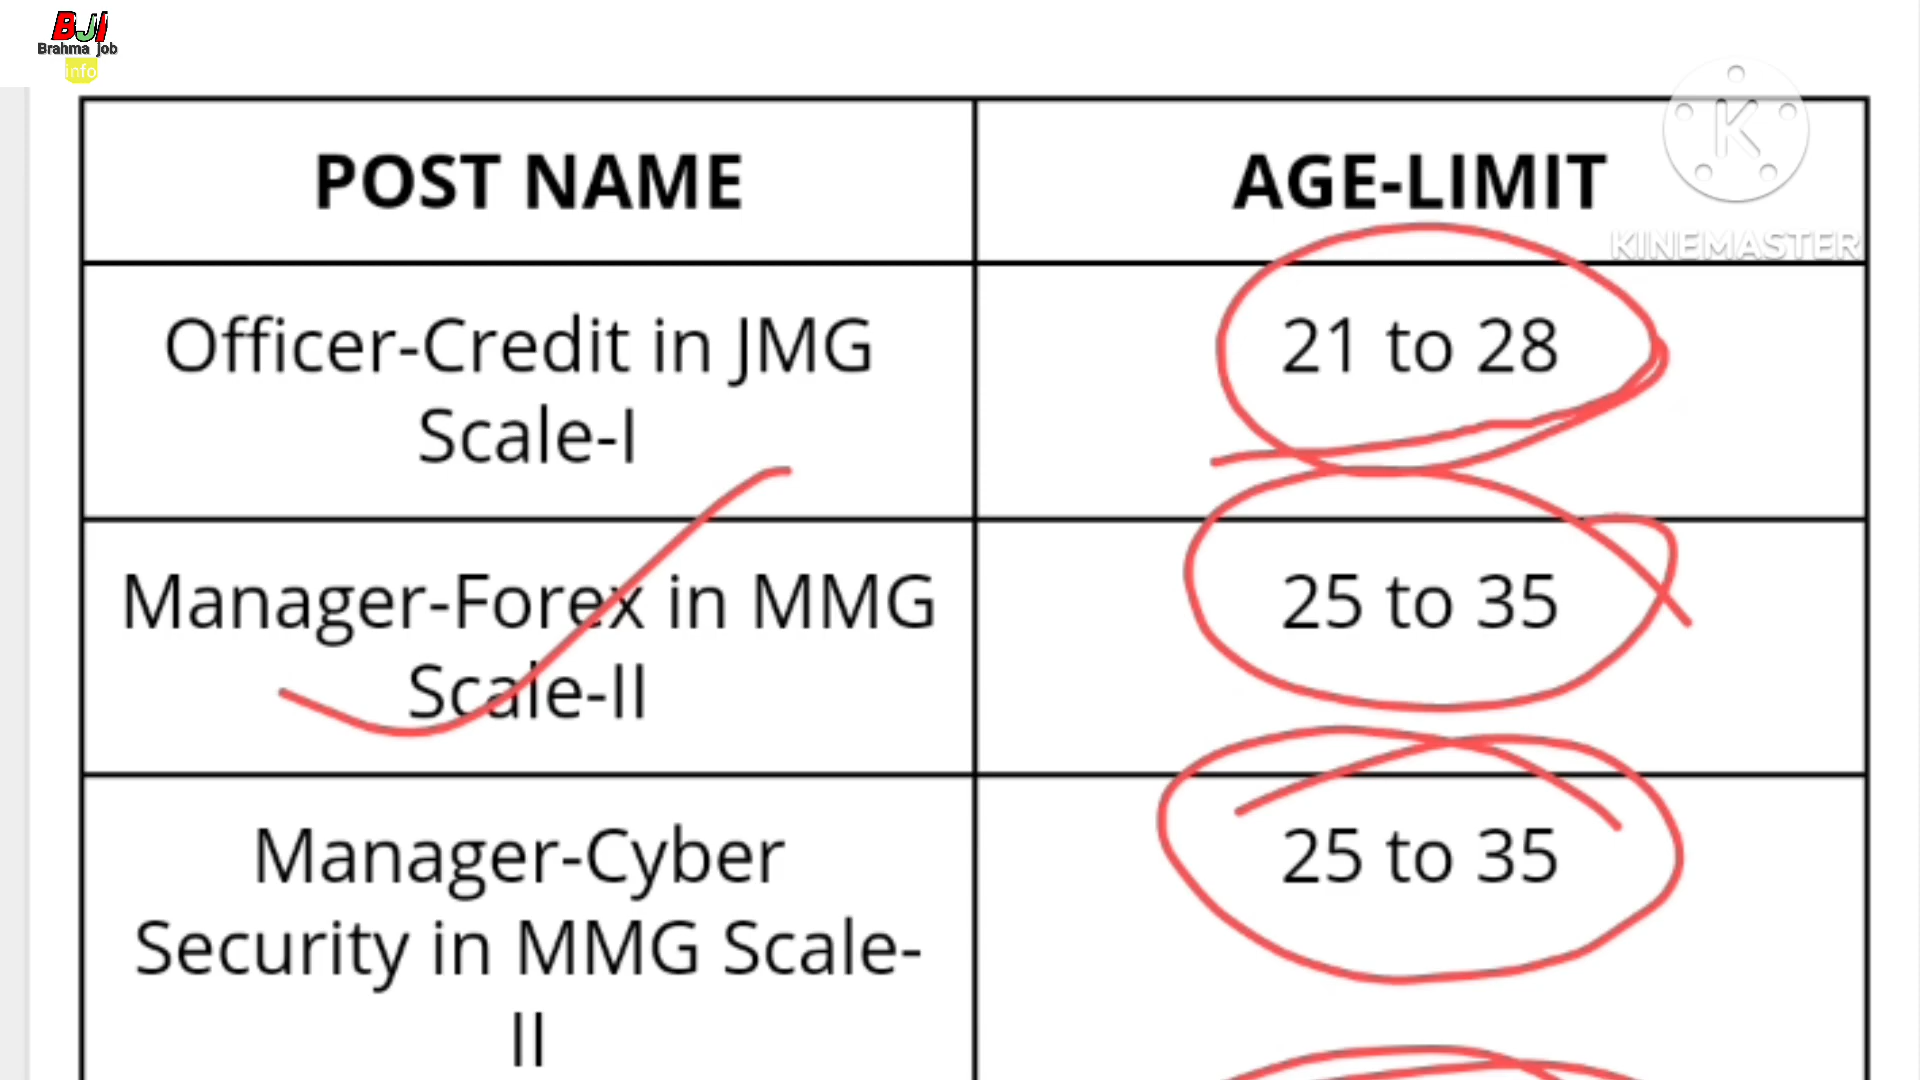 BJI
Brahma job
info
K
KINEMASTER
POST NAME
AGE-LIMIT
Officer-Credit in JMG
Scale-I
21 to 28
Manager-Forex in MMG
Scale-II
25 to 35
Manager-Cyber
Security in MMG Scale-
II
25 to 35